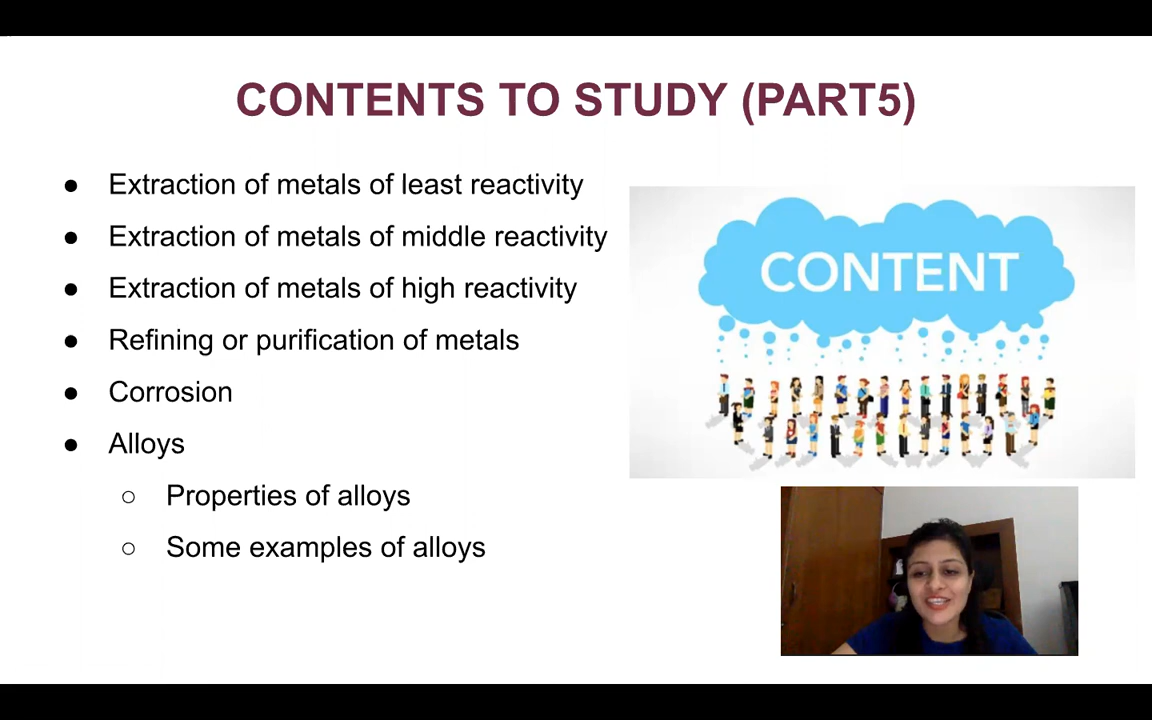 CONTENTS TO STUDY (PART5)
● Extraction of metals of least reactivity
● Extraction of metals of middle reactivity
● Extraction of metals of high reactivity
● Refining or purification of metals
● Corrosion
● Alloys
○ Properties of alloys
○ Some examples of alloys
CONTENT